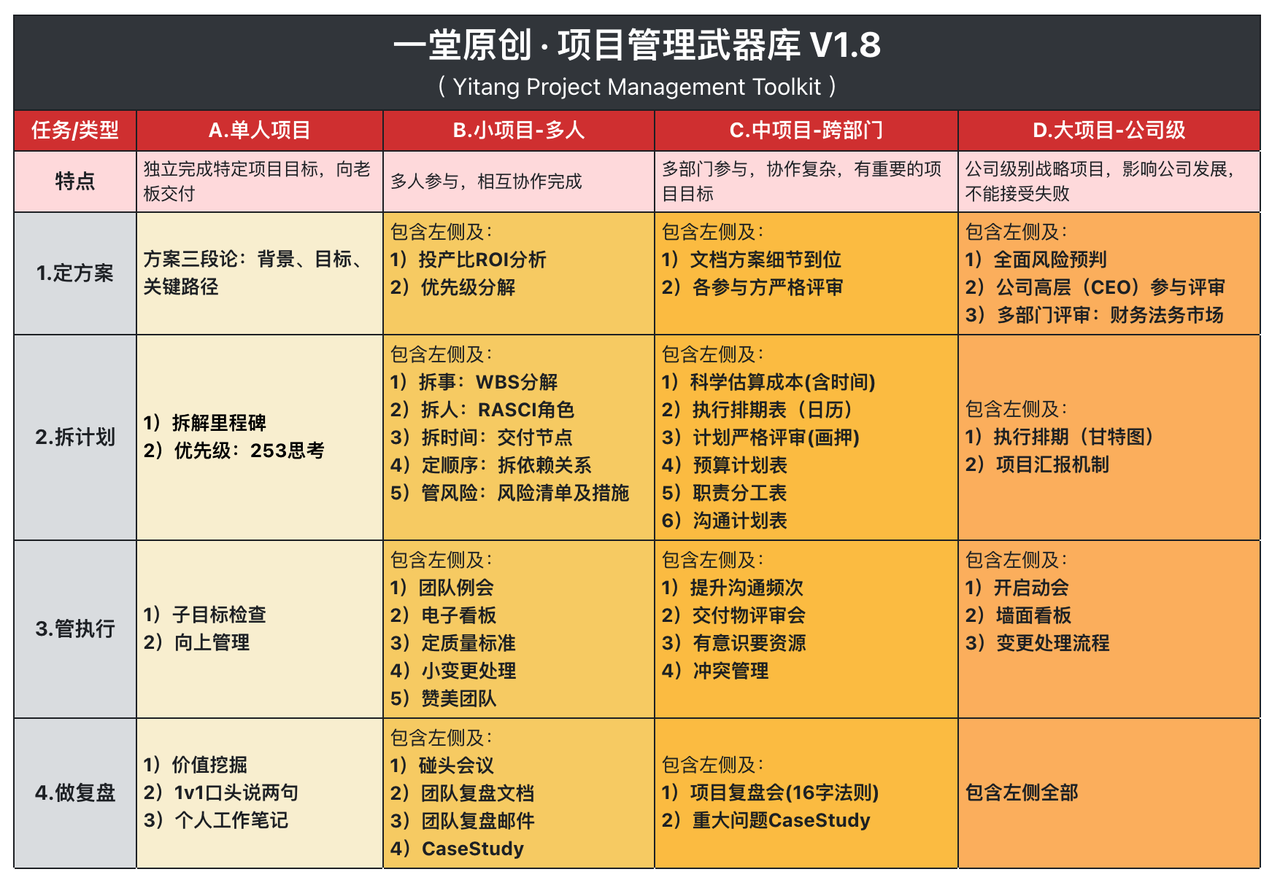 一堂原创 · 项目管理武器库 V1.8
（ Yitang Project Management Toolkit ）
任务/类型
A.单人项目
B.小项目-多人
C.中项目-跨部门
D.大项目-公司级
特点
独立完成特定项目目标，向老
板交付
多人参与，相互协作完成
多部门参与，协作复杂，有重要的项
目目标
公司级别战略项目，影响公司发展，
不能接受失败
1.定方案
方案三段论：背景、目标、
关键路径
包含左侧及：
1）投产比ROI分析
2）优先级分解
包含左侧及：
1）文档方案细节到位
2）各参与方严格评审
包含左侧及：
1）全面风险预判
2）公司高层（CEO）参与评审
3）多部门评审：财务法务市场
2.拆计划
1）拆解里程碑
2）优先级：253思考
包含左侧及：
1）拆事：WBS分解
2）拆人：RASCI角色
3）拆时间：交付节点
4）定顺序：拆依赖关系
5）管风险：风险清单及措施
包含左侧及：
1）科学估算成本(含时间)
2）执行排期表（日历）
3）计划严格评审(画押)
4）预算计划表
5）职责分工表
6）沟通计划表
包含左侧及：
1）执行排期（甘特图）
2）项目汇报机制
3.管执行
1）子目标检查
2）向上管理
包含左侧及：
1）团队例会
2）电子看板
3）定质量标准
4）小变更处理
5）赞美团队
包含左侧及：
1）提升沟通频次
2）交付物评审会
3）有意识要资源
4）冲突管理
包含左侧及：
1）开启动会
2）墙面看板
3）变更处理流程
4.做复盘
1）价值挖掘
2）1v1口头说两句
3）个人工作笔记
包含左侧及：
1）碰头会议
2）团队复盘文档
3）团队复盘邮件
4）CaseStudy
包含左侧及：
1）项目复盘会(16字法则)
2）重大问题CaseStudy
包含左侧全部